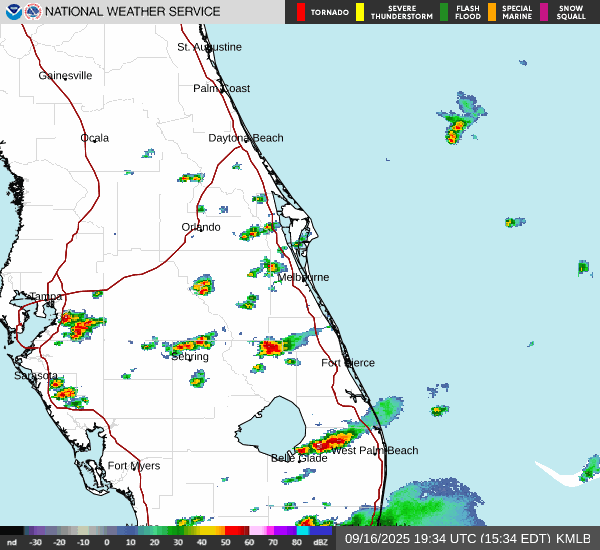 NATIONAL WEATHER SERVICE
TORNADO
SEVERE THUNDERSTORM
FLASH FLOOD
SPECIAL MARINE
SNOW SQUALL
St. Augustine
Gainesville
Palm Coast
Ocala
Daytona Beach
Orlando
Melbourne
Tampa
Sebring
Fort Pierce
Sarasota
West Palm Beach
Belle Glade
Fort Myers
nd -30 -20 -10 0 10 20 30 40 50 60 70 80 dBZ
09/16/2025 19:34 UTC (15:34 EDT) KMLB